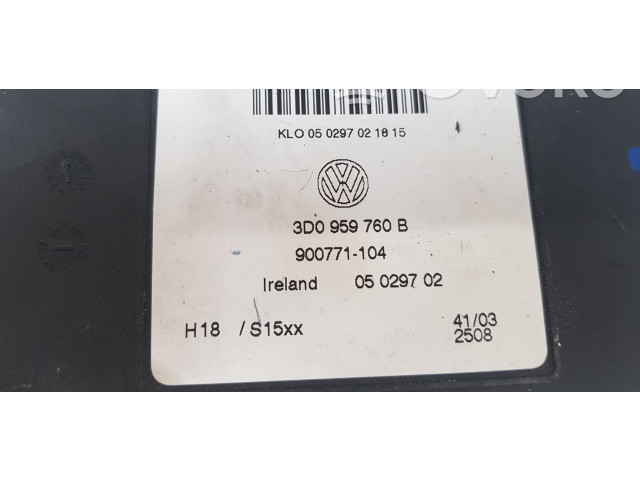 KLO 05 0297 02 18 15
3D0 959 760 B
900771-104
Ireland 05 0297 02
H18 / S15xx
41/03
2508